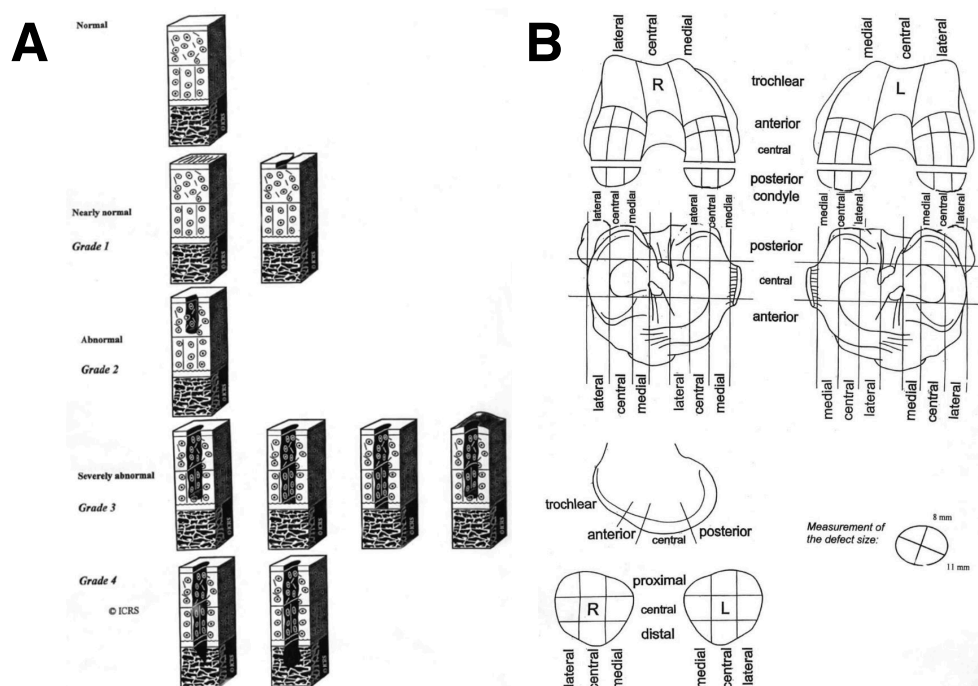 A
Normal
Nearly normal
Grade 1
Abnormal
Grade 2
Severely abnormal
Grade 3
Grade 4
© ICRS
B
lateral central medial
medial central lateral
R
L
trochlear
anterior
central
posterior
condyle
lateral central medial
lateral central medial
medial central lateral
medial central lateral
posterior
central
anterior
lateral central medial
lateral central medial
medial central lateral
medial central lateral
trochlear
anterior
central
posterior
Measurement of
the defect size:
8 mm
11 mm
proximal
central
distal
R
L
lateral central medial
medial central lateral